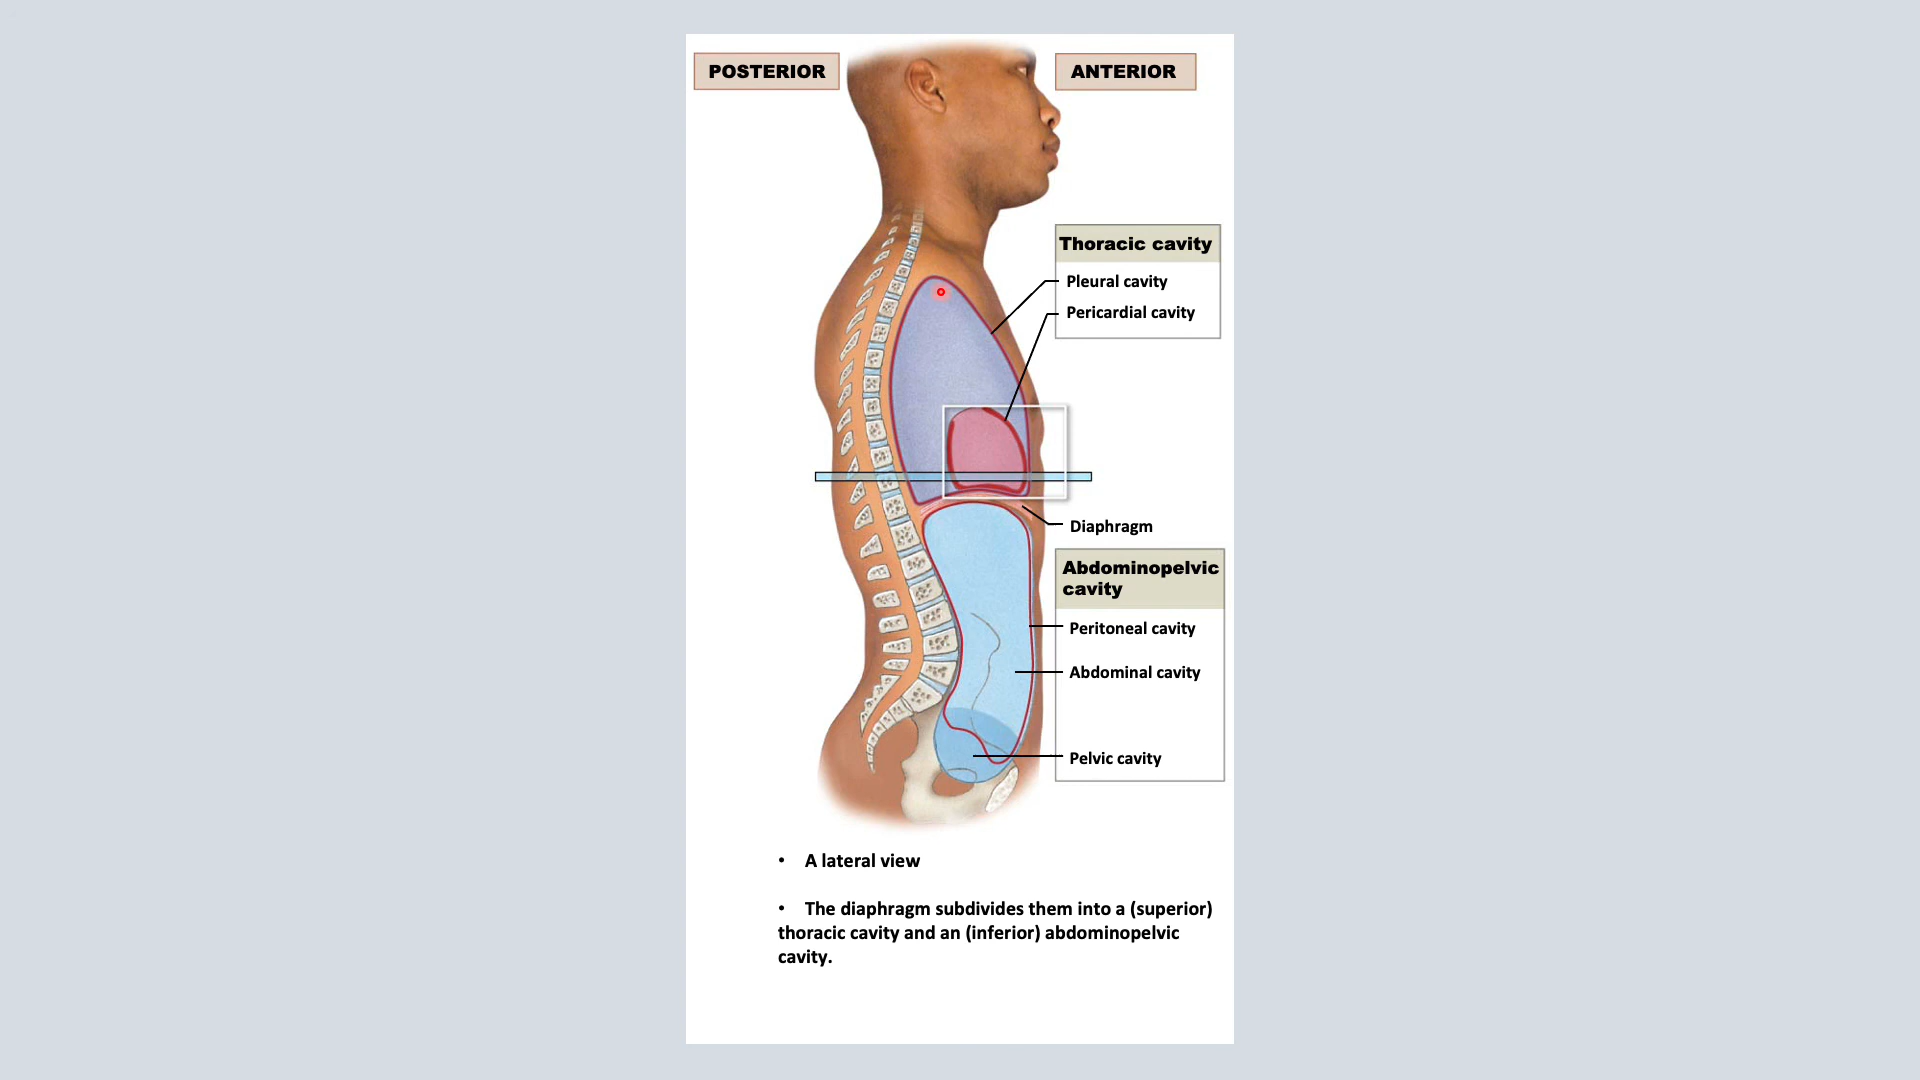 POSTERIOR
ANTERIOR
Thoracic cavity
Pleural cavity
Pericardial cavity
Diaphragm
Abdominopelvic
cavity
Peritoneal cavity
Abdominal cavity
Pelvic cavity
• A lateral view
• The diaphragm subdivides them into a (superior)
thoracic cavity and an (inferior) abdominopelvic
cavity.